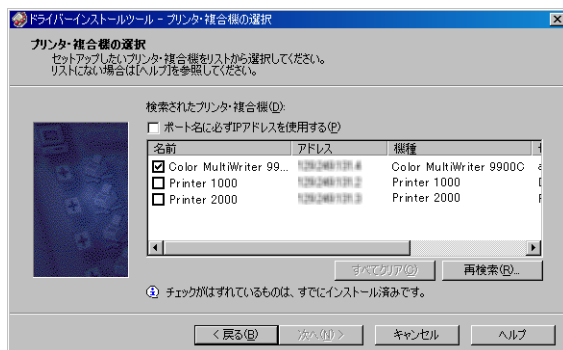 ドライバーインストールツール - プリンタ・複合機の選択
プリンタ・複合機の選択
セットアップしたいプリンタ・複合機をリストから選択してください。
リストにない場合は[ヘルプ]を参照してください。
検索されたプリンタ・複合機(D):
ポート名に必ずIPアドレスを使用する(P)
名前 アドレス 機種
Color MultiWriter 99... Color MultiWriter 9900C
Printer 1000 Printer 1000
Printer 2000 Printer 2000
すべてクリア(C) 再検索(R)...
チェックがはずれているものは、すでにインストール済みです。
< 戻る(B) 次へ(N) > キャンセル ヘルプ